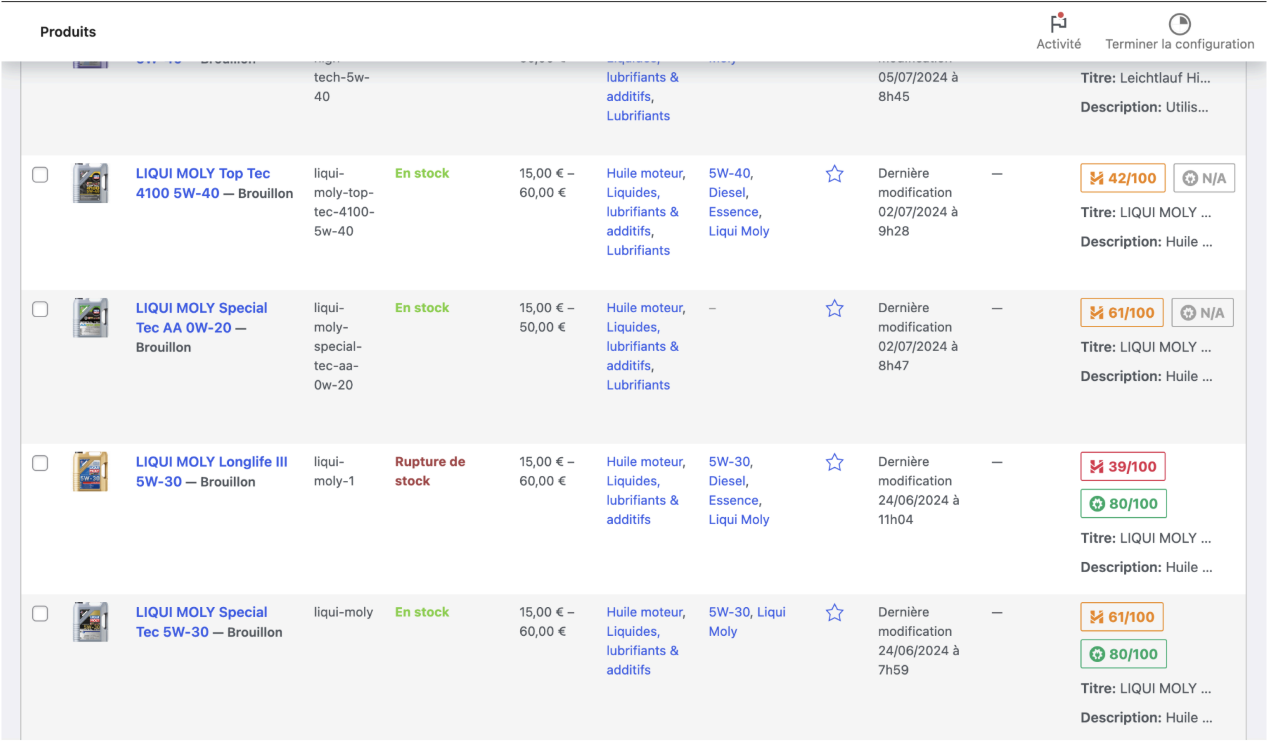 Produits
Activité
Terminer la configuration
tech-5w-
40
lubrifiants &
additifs,
Lubrifiants
05/07/2024 à
8h45
Titre: Leichtlauf Hi...
Description: Utilis...
LIQUI MOLY Top Tec
4100 5W-40 — Brouillon
liqui-
moly-top-
tec-4100-
5w-40
En stock
15,00 € –
60,00 €
Huile moteur,
Liquides,
lubrifiants &
additifs,
Lubrifiants
5W-40,
Diesel,
Essence,
Liqui Moly
Dernière
modification
02/07/2024 à
9h28
—
42/100
N/A
Titre: LIQUI MOLY ...
Description: Huile ...
LIQUI MOLY Special
Tec AA 0W-20 —
Brouillon
liqui-
moly-
special-
tec-aa-
0w-20
En stock
15,00 € –
50,00 €
Huile moteur,
Liquides,
lubrifiants &
additifs,
Lubrifiants
–
Dernière
modification
02/07/2024 à
8h47
—
61/100
N/A
Titre: LIQUI MOLY ...
Description: Huile ...
LIQUI MOLY Longlife III
5W-30 — Brouillon
liqui-
moly-1
Rupture de
stock
15,00 € –
60,00 €
Huile moteur,
Liquides,
lubrifiants &
additifs
5W-30,
Diesel,
Essence,
Liqui Moly
Dernière
modification
24/06/2024 à
11h04
—
39/100
80/100
Titre: LIQUI MOLY ...
Description: Huile ...
LIQUI MOLY Special
Tec 5W-30 — Brouillon
liqui-moly
En stock
15,00 € –
60,00 €
Huile moteur,
Liquides,
lubrifiants &
additifs
5W-30, Liqui
Moly
Dernière
modification
24/06/2024 à
7h59
—
61/100
80/100
Titre: LIQUI MOLY ...
Description: Huile ...